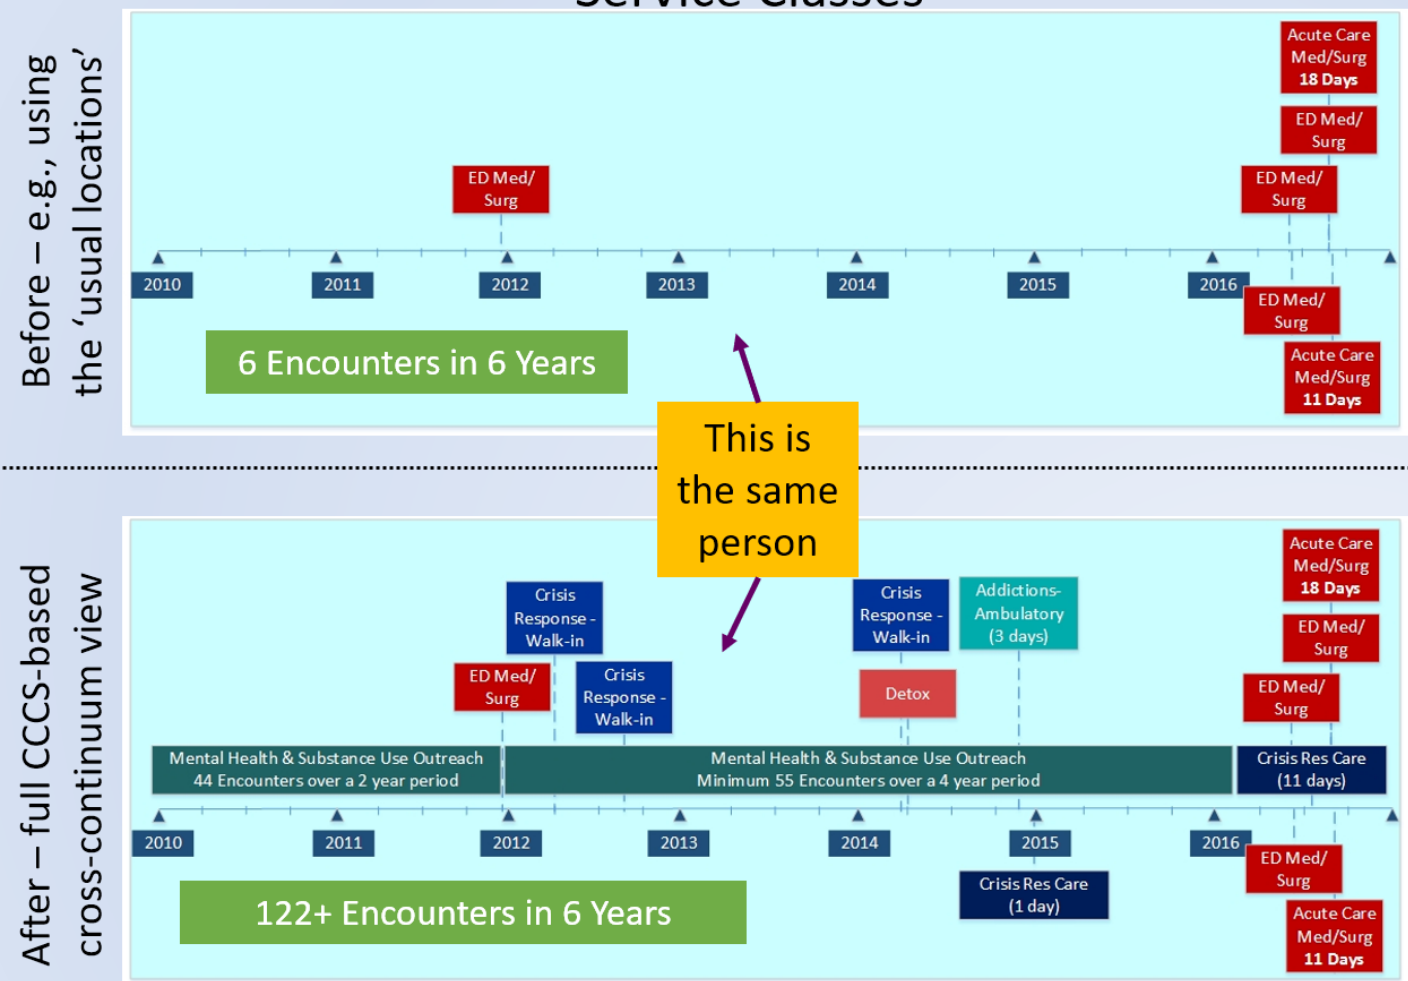 Service Classes
Before – e.g., using
the ‘usual locations’
Acute Care
Med/Surg
18 Days
ED Med/
Surg
ED Med/
Surg
ED Med/
Surg
2010
2011
2012
2013
2014
2015
2016
ED Med/
Surg
Acute Care
Med/Surg
11 Days
6 Encounters in 6 Years
This is
the same
person
After – full CCCS-based
cross-continuum view
Acute Care
Med/Surg
18 Days
Crisis
Response -
Walk-in
Crisis
Response -
Walk-in
Addictions-
Ambulatory
(3 days)
ED Med/
Surg
ED Med/
Surg
Crisis
Response -
Walk-in
Detox
ED Med/
Surg
Mental Health & Substance Use Outreach
44 Encounters over a 2 year period
Mental Health & Substance Use Outreach
Minimum 55 Encounters over a 4 year period
Crisis Res Care
(11 days)
2010
2011
2012
2013
2014
2015
2016
ED Med/
Surg
Crisis Res Care
(1 day)
Acute Care
Med/Surg
11 Days
122+ Encounters in 6 Years